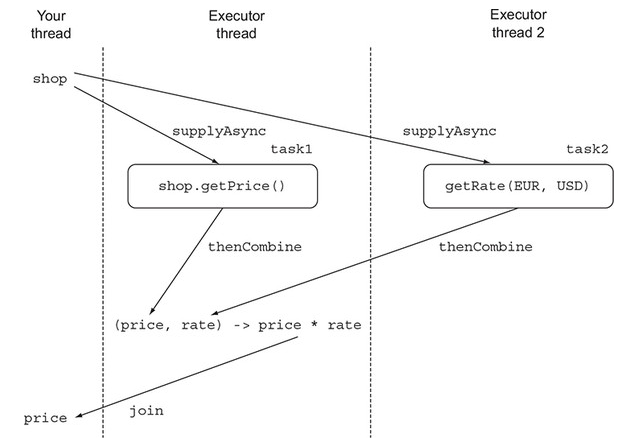 Your
thread
Executor
thread
Executor
thread 2
shop
supplyAsync
supplyAsync
task1
task2
shop.getPrice()
getRate(EUR, USD)
thenCombine
thenCombine
(price, rate) -> price * rate
join
price